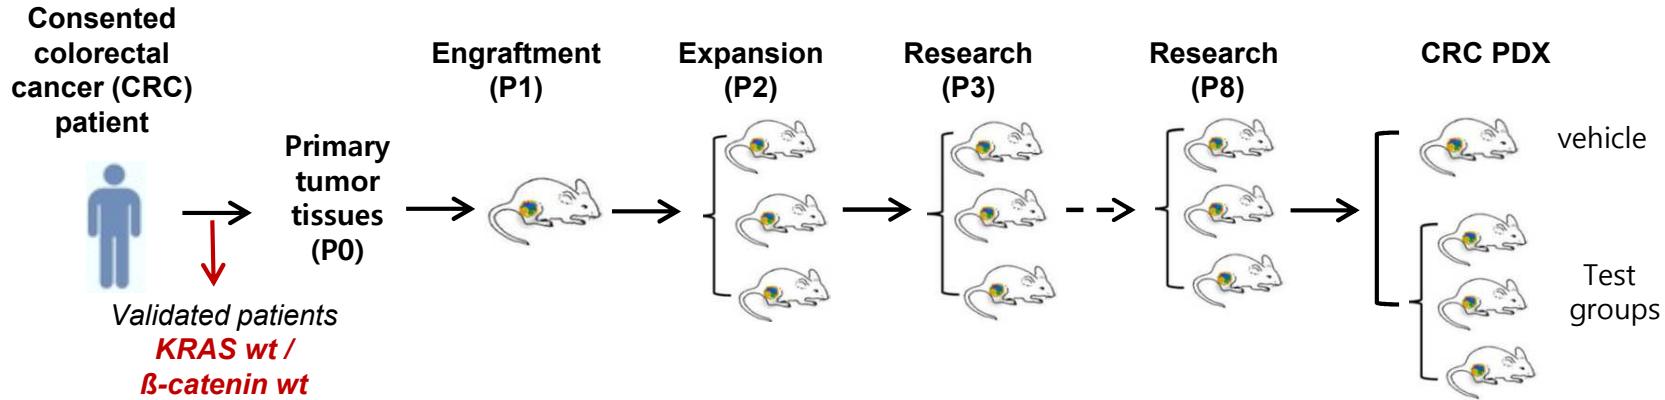 Consented
colorectal
cancer (CRC)
patient
Validated patients
KRAS wt /
ß-catenin wt
Primary
tumor
tissues
(P0)
Engraftment
(P1)
Expansion
(P2)
Research
(P3)
Research
(P8)
CRC PDX
vehicle
Test
groups